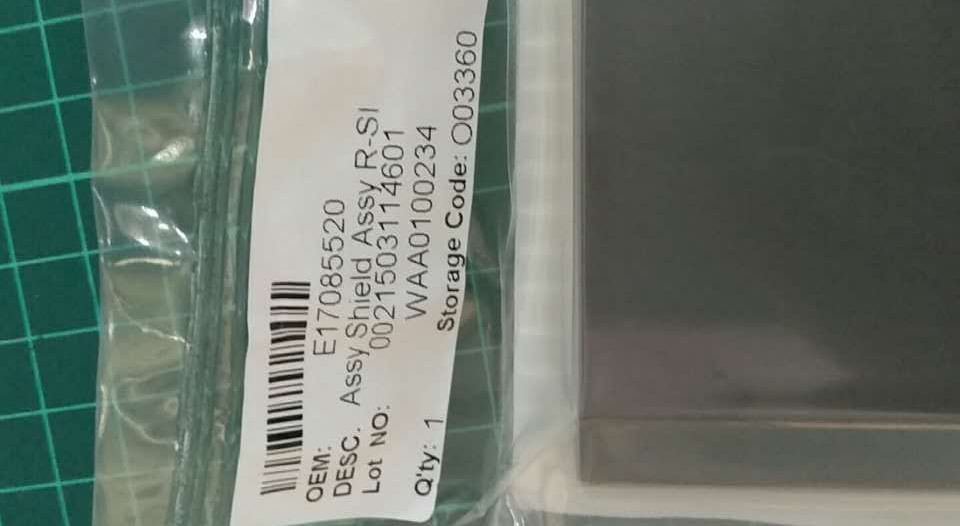 OEM: E17085520
DESC. Assy Shield Assy R-SI
Lot NO: 0021503114601
WAA0100234
Q'ty: 1 Storage Code: O03360